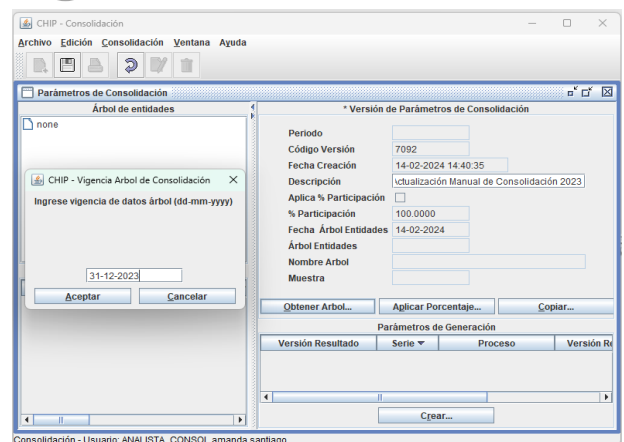 CHIP - Consolidación
Archivo Edición Consolidación Ventana Ayuda
Parámetros de Consolidación
Árbol de entidades
none
CHIP - Vigencia Arbol de Consolidación
Ingrese vigencia de datos árbol (dd-mm-yyyy)
31-12-2023
Aceptar Cancelar
* Versión de Parámetros de Consolidación
Periodo
Código Versión 7092
Fecha Creación 14-02-2024 14:40:35
Descripción \ctualización Manual de Consolidación 2023
Aplica % Participación
% Participación 100.0000
Fecha Árbol Entidades 14-02-2024
Árbol Entidades
Nombre Arbol
Muestra
Obtener Arbol... Aplicar Porcentaje... Copiar...
Parámetros de Generación
Versión Resultado Serie Proceso Versión Re
Crear...
Consolidación - Usuario: ANALISTA_CONSOL amanda santiago